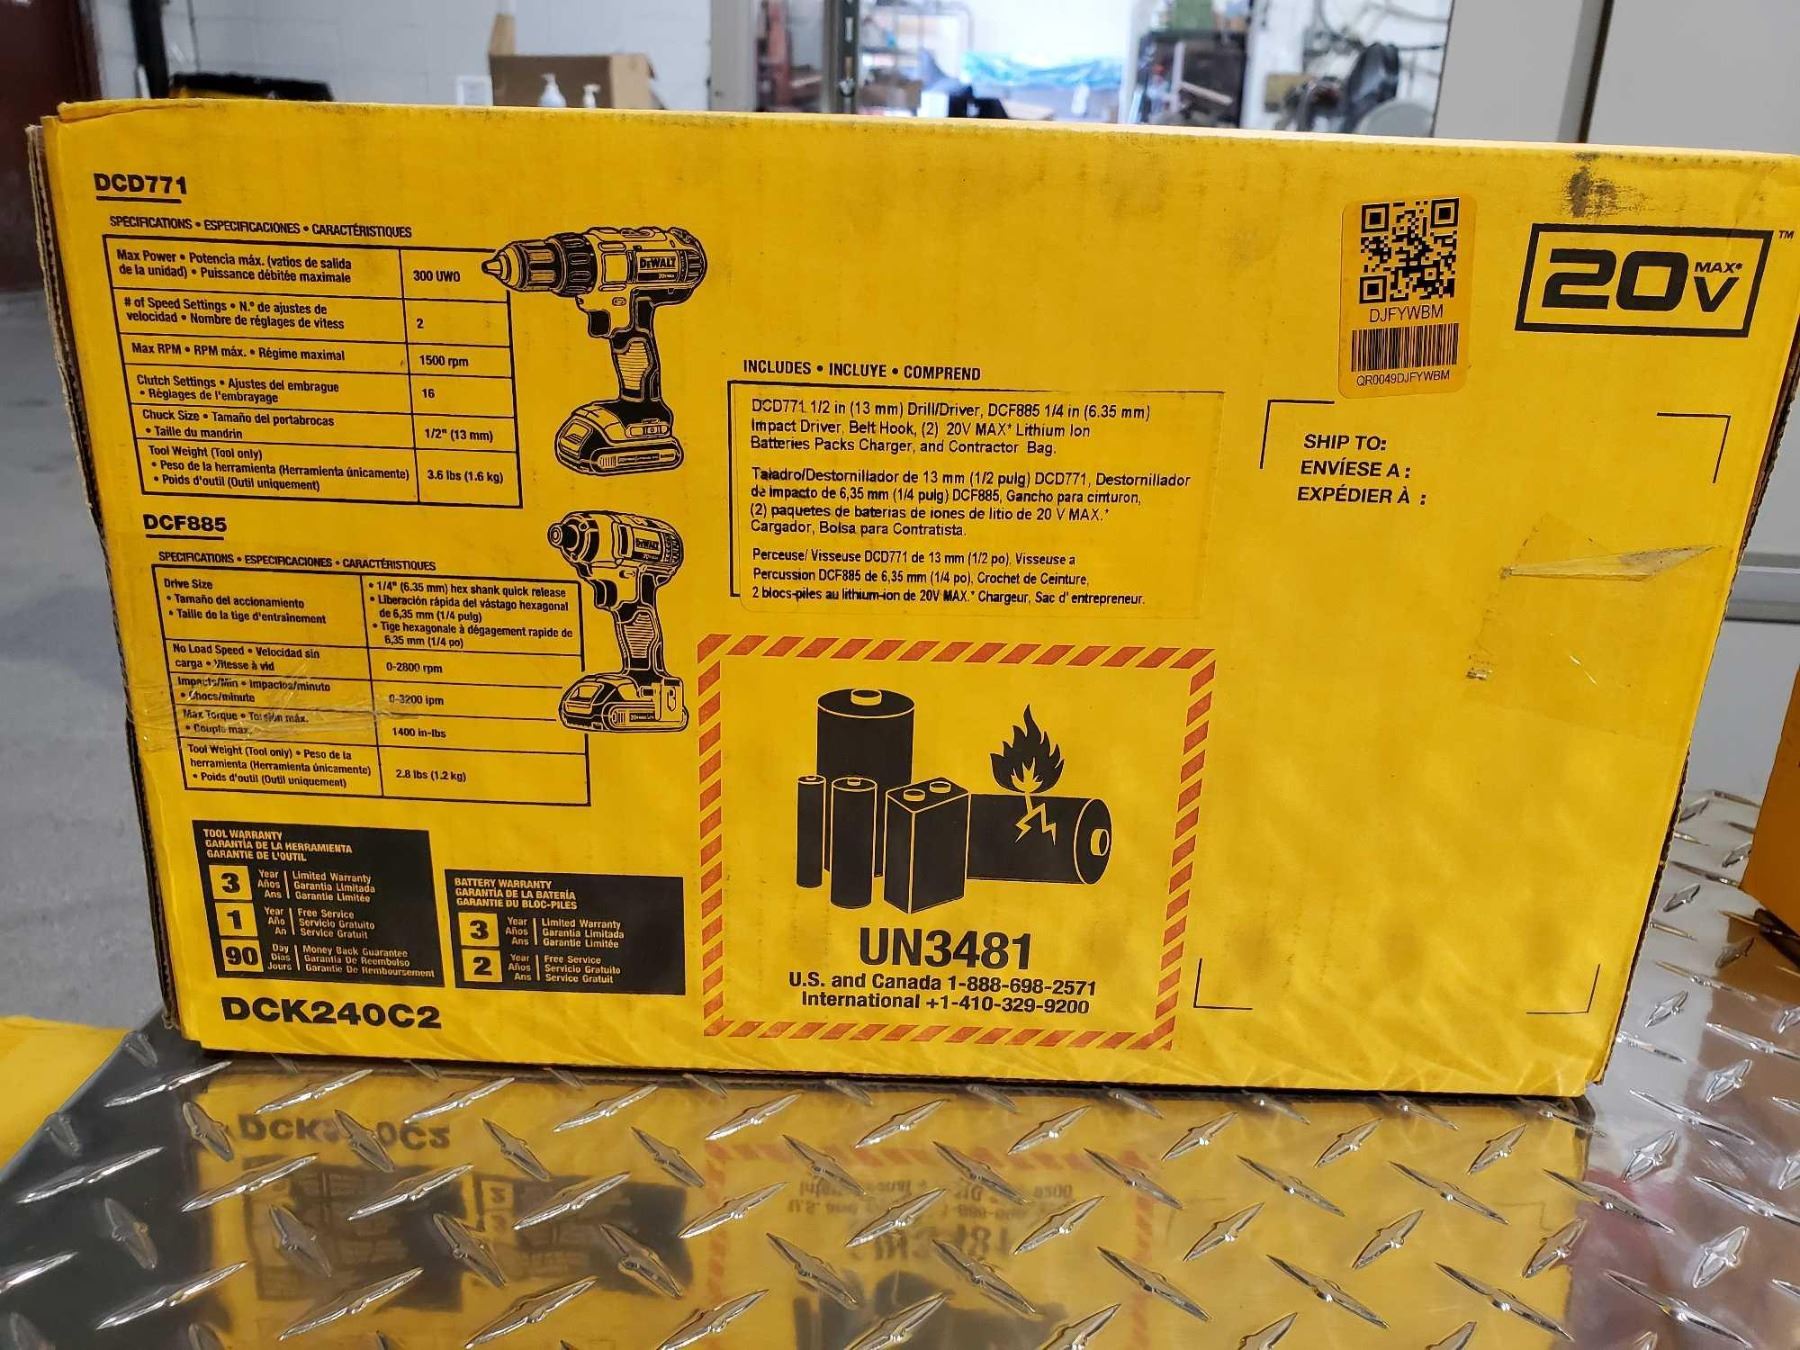 DCD771
SPECIFICATIONS • ESPECIFICACIONES • CARACTÉRISTIQUES
Max Power • Potencia máx. (vatios de salida
de la unidad) • Puissance débitée maximale
300 UWO
# of Speed Settings • N.º de ajustes de
velocidad • Nombre de réglages de vitess
2
Max RPM • RPM máx. • Régime maximal
1500 rpm
Clutch Settings • Ajustes del embrague
• Réglages de l'embrayage
16
Chuck Size • Tamaño del portabrocas
• Taille du mandrin
1/2" (13 mm)
Tool Weight (Tool only)
• Peso de la herramienta (Herramienta únicamente)
• Poids d'outil (Outil uniquement)
3.6 lbs (1.6 kg)
DEWALT
DCF885
SPECIFICATIONS • ESPECIFICACIONES • CARACTÉRISTIQUES
Drive Size
• Tamaño del accionamiento
• Taille de la tige d'entraînement
• 1/4" (6.35 mm) hex shank quick release
• Liberación rápida del vástago hexagonal
de 6,35 mm (1/4 pulg)
• Tige hexagonale à dégagement rapide de
6,35 mm (1/4 po)
No Load Speed • Velocidad sin
carga • Vitesse à vid
0-2800 rpm
Impacts/Min • Impacios/minuto
• Chocs/minute
0-3200 ipm
Max Torque • Torsión máx.
• Couple max.
1400 in-lbs
Tool Weight (Tool only) • Peso de la
herramienta (Herramienta únicamente)
• Poids d'outil (Outil uniquement)
2.8 lbs (1.2 kg)
DEWALT
TOOL WARRANTY
GARANTÍA DE LA HERRAMIENTA
GARANTIE DE L'OUTIL
3 Year Años Ans
Limited Warranty
Garantía Limitada
Garantie Limitée
1 Year Año An
Free Service
Servicio Gratuito
Service Gratuit
90 Day Días Jours
Money Back Guarantee
Garantía De Reembolso
Garantie De Remboursement
BATTERY WARRANTY
GARANTÍA DE LA BATERÍA
GARANTIE DU BLOC-PILES
3 Year Años Ans
Limited Warranty
Garantía Limitada
Garantie Limitée
2 Year Años Ans
Free Service
Servicio Gratuito
Service Gratuit
DCK240C2
INCLUDES • INCLUYE • COMPREND
DCD771 1/2 in (13 mm) Drill/Driver, DCF885 1/4 in (6.35 mm)
Impact Driver, Belt Hook, (2) 20V MAX* Lithium Ion
Batteries Packs Charger, and Contractor Bag.
Taladro/Destornillador de 13 mm (1/2 pulg) DCD771, Destornillador
de impacto de 6,35 mm (1/4 pulg) DCF885, Gancho para cinturon,
(2) paquetes de baterias de iones de litio de 20 V MAX.*
Cargador, Bolsa para Contratista.
Perceuse/ Visseuse DCD771 de 13 mm (1/2 po), Visseuse a
Percussion DCF885 de 6,35 mm (1/4 po), Crochet de Ceinture,
2 blocs-piles au lithium-ion de 20V MAX.* Chargeur, Sac d' entrepreneur.
UN3481
U.S. and Canada 1-888-698-2571
International +1-410-329-9200
DJFYWBM
QR0049DJFYWBM
20V MAX* ™
SHIP TO:
ENVÍESE A :
EXPÉDIER À :